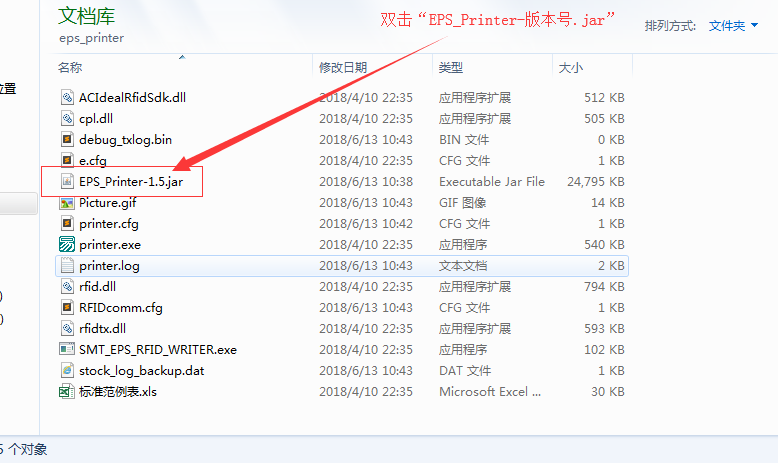 文档库
双击“EPS_Printer-版本号.jar”
eps_printer
排列方式: 文件夹
名称 修改日期 类型 大小
位置
ACIdealRfidSdk.dll 2018/4/10 22:35 应用程序扩展 512 KB
cpl.dll 2018/4/10 22:35 应用程序扩展 505 KB
debug_txlog.bin 2018/6/13 10:43 BIN 文件 0 KB
e.cfg 2018/4/10 22:35 CFG 文件 1 KB
EPS_Printer-1.5.jar 2018/6/13 10:38 Executable Jar File 24,795 KB
Picture.gif 2018/6/13 10:43 GIF 图像 14 KB
printer.cfg 2018/6/13 10:42 CFG 文件 1 KB
printer.exe 2018/4/10 22:35 应用程序 540 KB
printer.log 2018/6/13 10:43 文本文档 2 KB
rfid.dll 2018/4/10 22:35 应用程序扩展 794 KB
RFIDcomm.cfg 2018/6/13 10:43 CFG 文件 1 KB
rfidtx.dll 2018/4/10 22:35 应用程序扩展 593 KB
SMT_EPS_RFID_WRITER.exe 2018/4/10 22:35 应用程序 102 KB
stock_log_backup.dat 2018/6/13 10:43 DAT 文件 1 KB
标准范例表.xls 2018/4/10 22:35 Microsoft Excel ... 30 KB
个对象